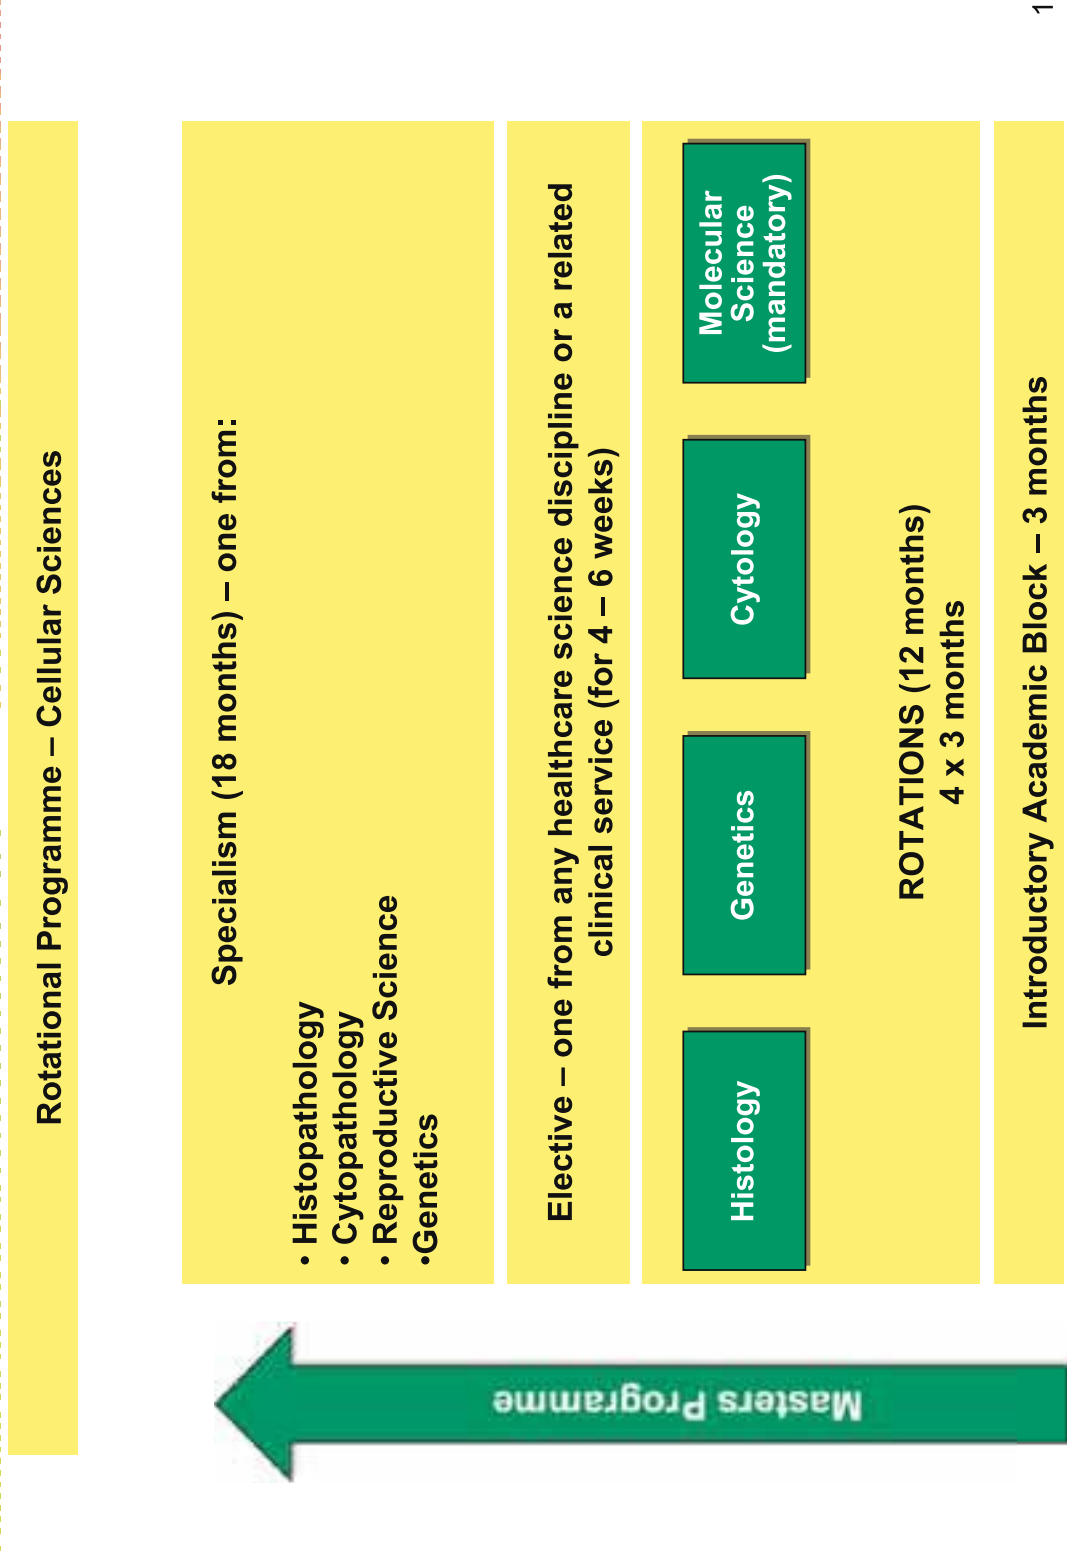 Rotational Programme – Cellular Sciences
Specialism (18 months) – one from:
• Histopathology
• Cytopathology
• Reproductive Science
•Genetics
Elective – one from any healthcare science discipline or a related
clinical service (for 4 – 6 weeks)
Histology
Genetics
Cytology
Molecular
Science
(mandatory)
ROTATIONS (12 months)
4 x 3 months
Introductory Academic Block – 3 months
Masters Programme
1